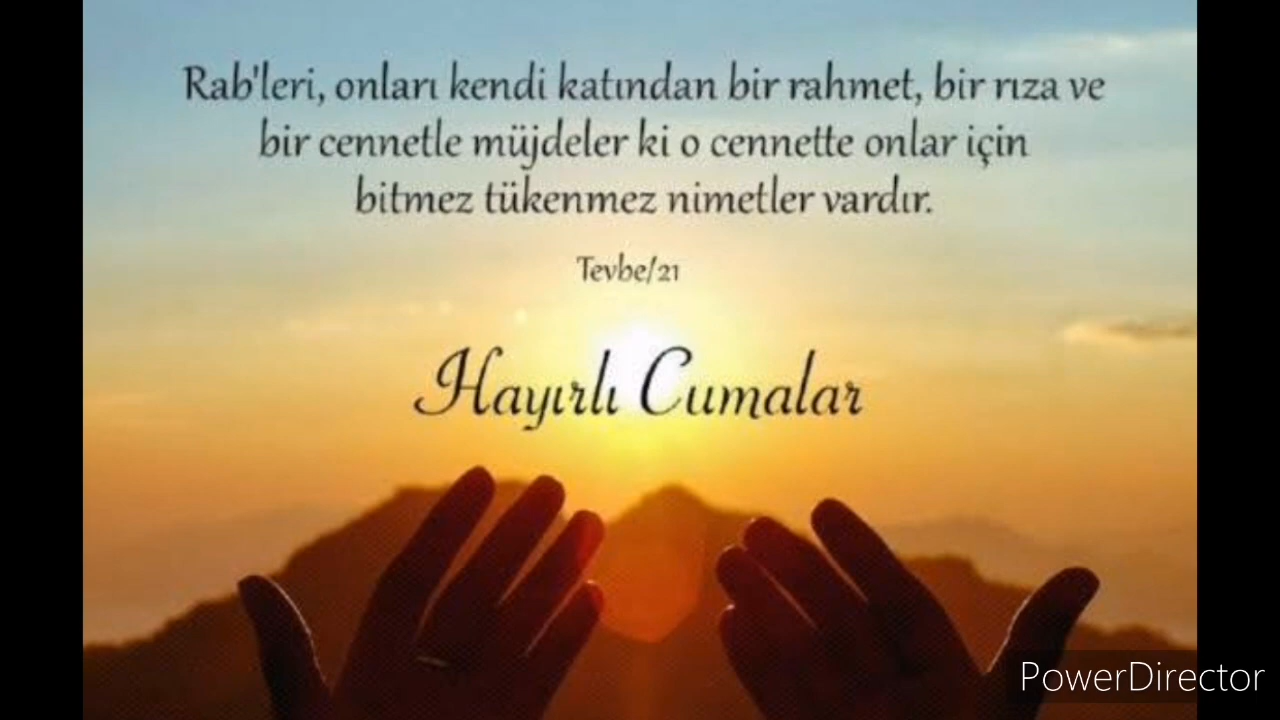 Rab'leri, onları kendi katından bir rahmet, bir rıza ve
bir cennetle müjdeler ki o cennette onlar için
bitmez tükenmez nimetler vardır.
Tevbe/21
Hayırlı Cumalar
PowerDirector